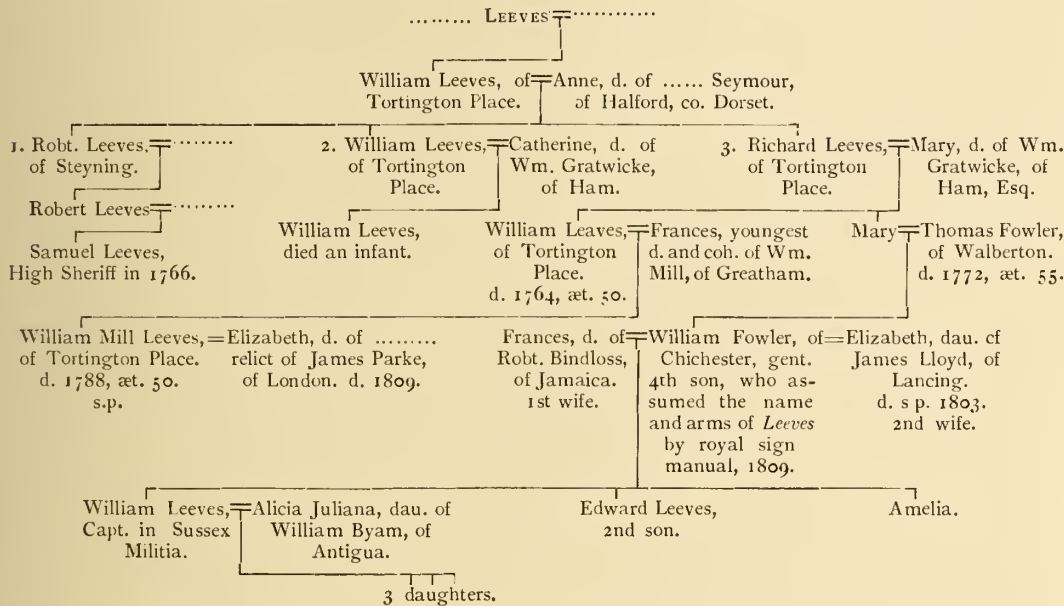 ......... LEEVES ............
William Leeves, of Anne, d. of ...... Seymour,
Tortington Place. of Halford, co. Dorset.
1. Robt. Leeves, .........
of Steyning.
2. William Leeves, Catherine, d. of
of Tortington Wm. Gratwicke,
Place. of Ham.
3. Richard Leeves, Mary, d. of Wm.
of Tortington Gratwicke, of
Place. Ham, Esq.
Robert Leeves .........
Samuel Leeves,
High Sheriff in 1766.
William Leeves,
died an infant.
William Leaves, Frances, youngest
of Tortington d. and coh. of Wm.
Place. Mill, of Greatham.
d. 1764, æt. 50.
Mary Thomas Fowler,
of Walberton.
d. 1772, æt. 55.
William Mill Leeves, = Elizabeth, d. of .........
of Tortington Place. relict of James Parke,
d. 1788, æt. 50. of London. d. 1809.
s.p.
Frances, d. of
Robt. Bindloss,
of Jamaica.
1st wife.
William Fowler, of
Chichester, gent.
4th son, who as-
sumed the name
and arms of Leeves
by royal sign
manual, 1809.
= Elizabeth, dau. cf
James Lloyd, of
Lancing.
d. s p. 1803.
2nd wife.
William Leeves, Alicia Juliana, dau. of
Capt. in Sussex William Byam, of
Militia. Antigua.
Edward Leeves,
2nd son.
Amelia.
3 daughters.